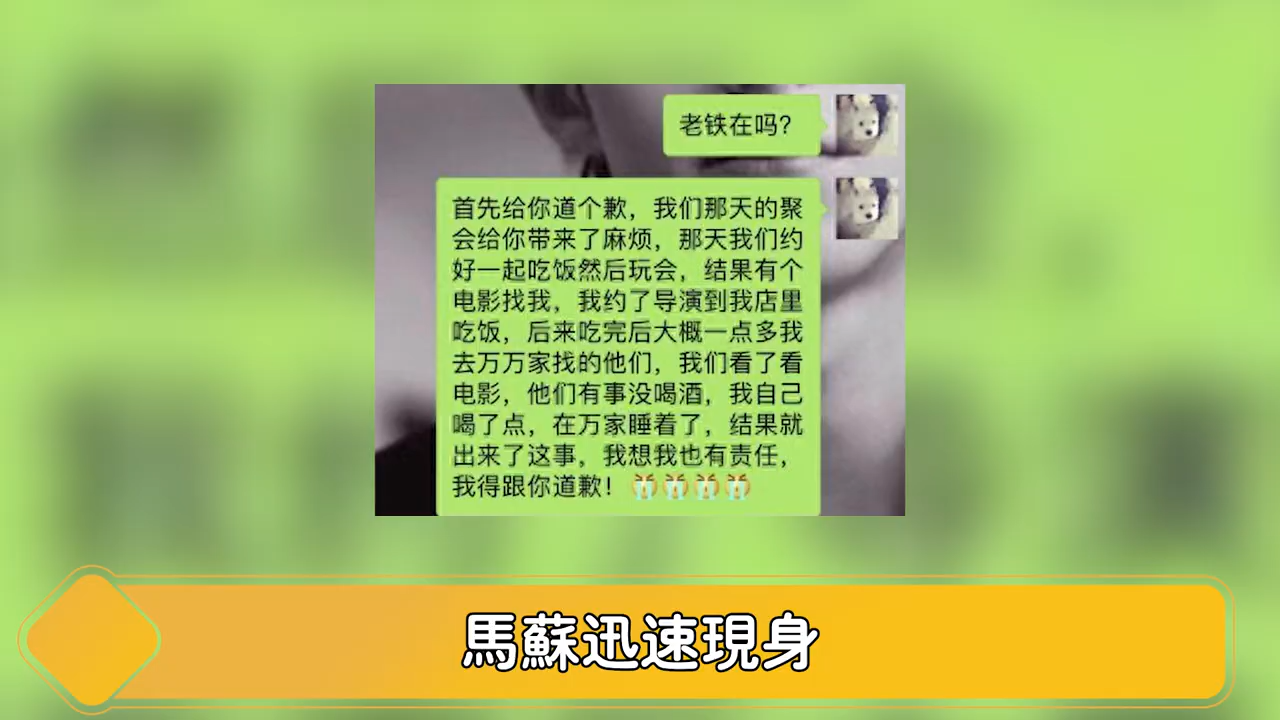 老铁在吗？
首先给你道个歉，我们那天的聚
会给你带来了麻烦，那天我们约
好一起吃饭然后玩会，结果有个
电影找我，我约了导演到我店里
吃饭，后来吃完后大概一点多我
去万万家找的他们，我们看了看
电影，他们有事没喝酒，我自己
喝了点，在万家睡着了，结果就
出来了这事，我想我也有责任，
我得跟你道歉！😭😭😭😭
馬蘇迅速現身